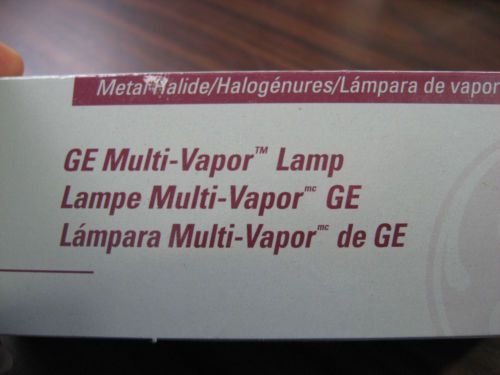 Metal Halide/Halogénures/Lámpara de vapor
GE Multi-Vapor™ Lamp
Lampe Multi-Vapor mc GE
Lámpara Multi-Vapor mc de GE